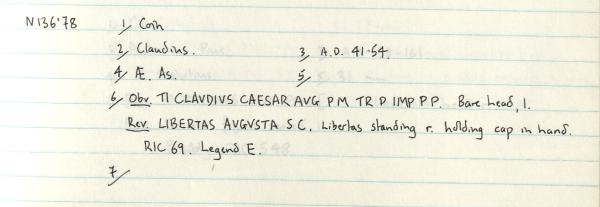 N136'78 1/ Coin
2/ Claudius. 3/ A.D. 41-54.
4/ Æ. As. 5/
6/ Obv. TI CLAVDIVS CAESAR AVG P M TR P IMP P P. Bare head, l.
Rev. LIBERTAS AVGVSTA S C. Libertas standing r. holding cap in hand.
RIC 69. Legend E.
7/